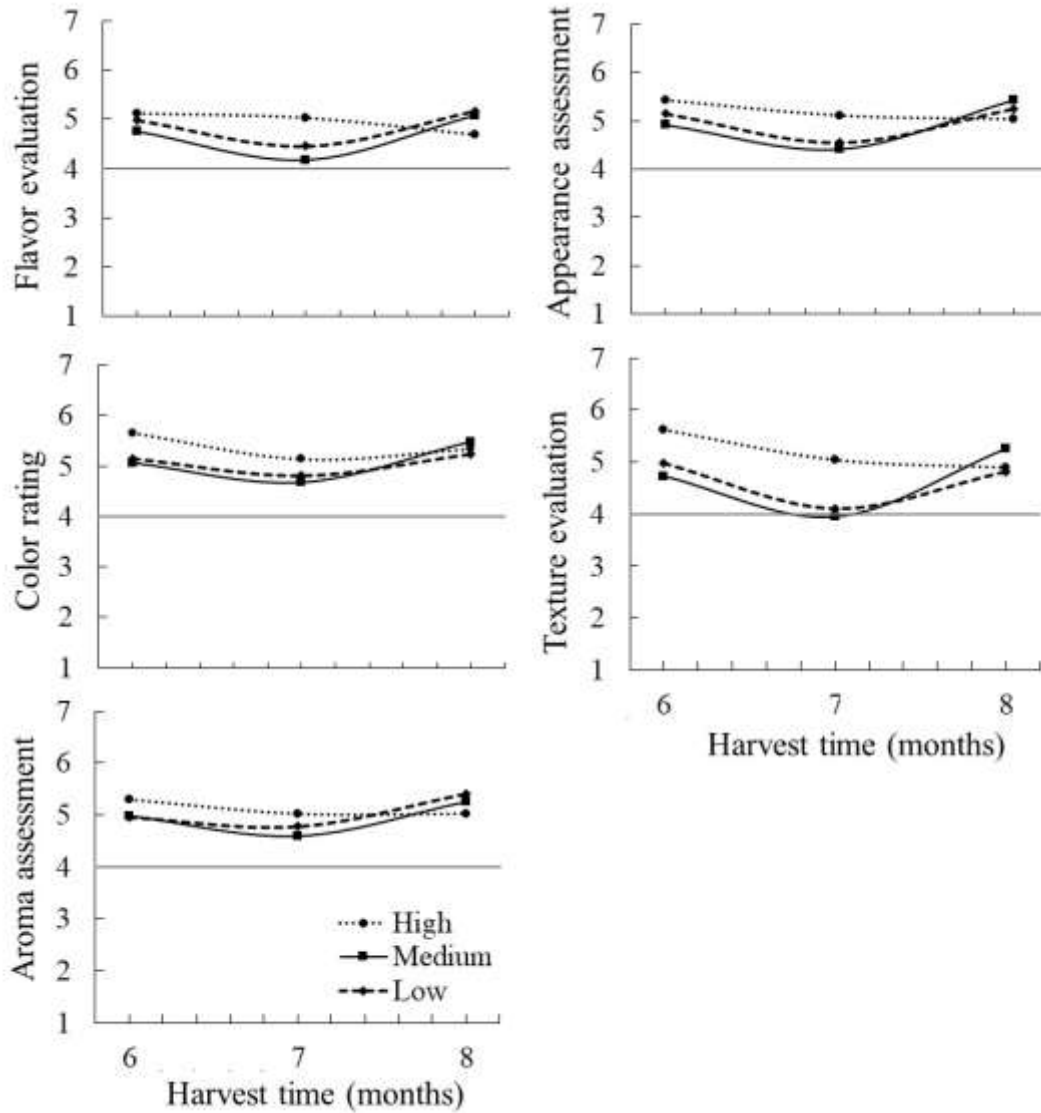 Flavor evaluation
7
6
5
4
3
2
1
Appearance assessment
7
6
5
4
3
2
1
Color rating
7
6
5
4
3
2
1
Texture evaluation
7
6
5
4
3
2
1
6 7 8
Harvest time (months)
Aroma assessment
7
6
5
4
3
2
1
High
Medium
Low
6 7 8
Harvest time (months)